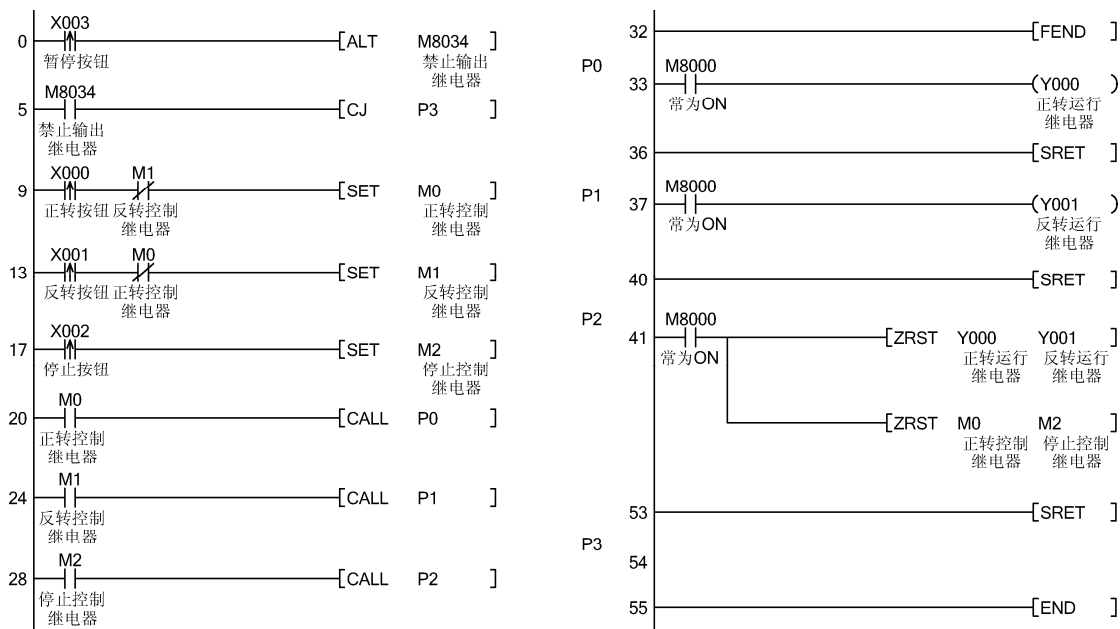 X003
0 [ALT M8034 ]
暂停按钮 禁止输出
继电器
M8034
5 [CJ P3 ]
禁止输出
继电器
X000 M1
9 [SET M0 ]
正转按钮 反转控制 正转控制
继电器 继电器
X001 M0
13 [SET M1 ]
反转按钮 正转控制 反转控制
继电器 继电器
X002
17 [SET M2 ]
停止按钮 停止控制
继电器
M0
20 [CALL P0 ]
正转控制
继电器
M1
24 [CALL P1 ]
反转控制
继电器
M2
28 [CALL P2 ]
停止控制
继电器
32 [FEND ]
P0
M8000
33 (Y000 )
常为ON 正转运行
继电器
36 [SRET ]
P1
M8000
37 (Y001 )
常为ON 反转运行
继电器
40 [SRET ]
P2
M8000
41 [ZRST Y000 Y001 ]
常为ON 正转运行 反转运行
继电器 继电器
[ZRST M0 M2 ]
正转控制 停止控制
继电器 继电器
53 [SRET ]
P3
54
55 [END ]